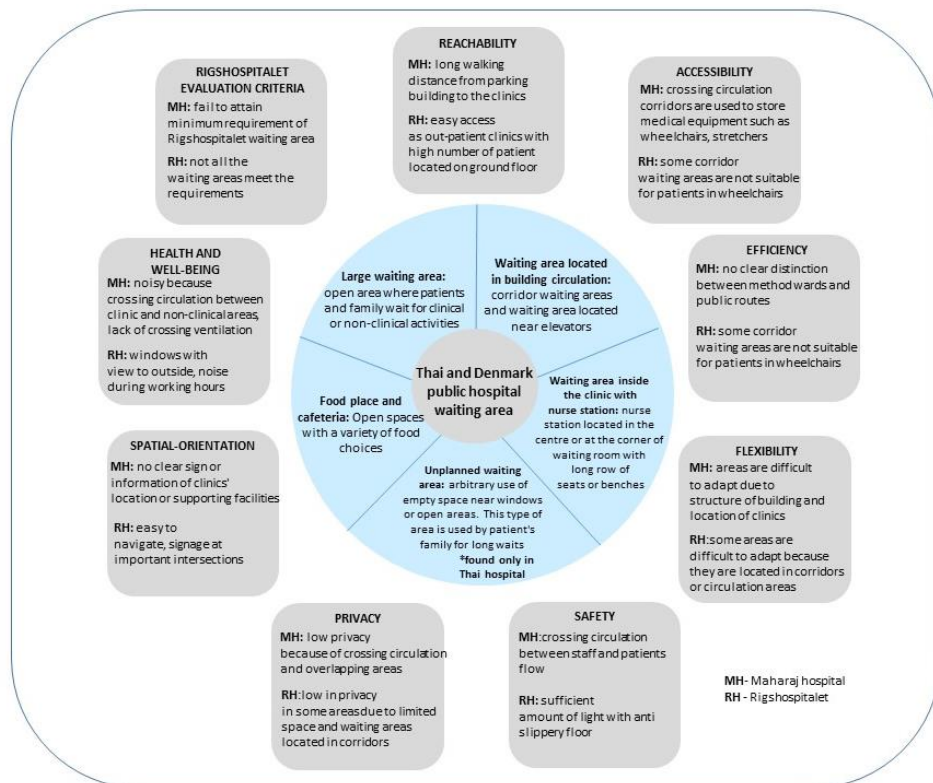 REACHABILITY
MH: long walking
distance from parking
building to the clinics
RH: easy access
as out-patient clinics with
high number of patient
located on ground floor
RIGSHOSPITALET
EVALUATION CRITERIA
MH: fail to attain
minimum requirement of
Rigshospitalet waiting area
RH: not all the
waiting areas meet the
requirements
ACCESSIBILITY
MH: crossing circulation
corridors are used to store
medical equipment such as
wheelchairs, stretchers
RH: some corridor
waiting areas are not suitable
for patients in wheelchairs
HEALTH AND
WELL-BEING
MH: noisy because
crossing circulation between
clinic and non-clinical areas,
lack of crossing ventilation
RH: windows with
view to outside, noise
during working hours
Large waiting area:
open area where patients
and family wait for clinical
or non-clinical activities
Waiting area located
in building circulation:
corridor waiting areas
and waiting area located
near elevators
EFFICIENCY
MH: no clear distinction
between method wards and
public routes
RH: some corridor
waiting areas are not suitable
for patients in wheelchairs
Thai and Denmark
public hospital
waiting area
Food place and
cafeteria: Open spaces
with a variety of food
choices
Waiting area inside
the clinic with
nurse station: nurse
station located in the
centre or at the corner of
waiting room with
long row of
seats or benches
Unplanned waiting
area: arbitrary use of
empty space near windows
or open areas. This type of
area is used by patient's
family for long waits
*found only in
Thai hospital
SPATIAL-ORIENTATION
MH: no clear sign or
information of clinics'
location or supporting facilities
RH: easy to
navigate, signage at
important intersections
FLEXIBILITY
MH: areas are difficult
to adapt due to
structure of building and
location of clinics
RH:some areas are
difficult to adapt because
they are located in corridors
or circulation areas
PRIVACY
MH: low privacy
because of crossing circulation
and overlapping areas
RH:low in privacy
in some areasdue to limited
space and waiting areas
located in corridors
SAFETY
MH:crossing circulation
between staff and patients
flow
RH: sufficient
amount of light with anti
slippery floor
MH- Maharaj hospital
RH - Rigshospitalet